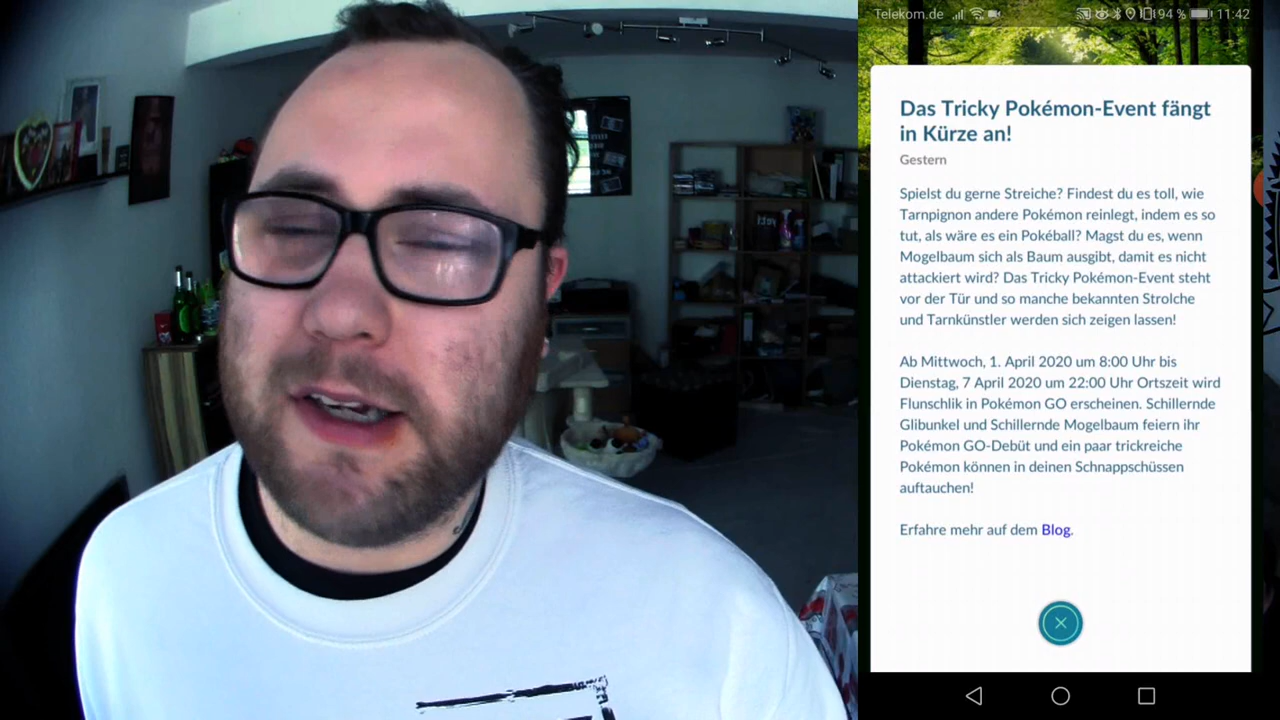 Telekom.de
94 %
11:42
Das Tricky Pokémon-Event fängt
in Kürze an!
Gestern
Spielst du gerne Streiche? Findest du es toll, wie
Tarnpignon andere Pokémon reinlegt, indem es so
tut, als wäre es ein Pokéball? Magst du es, wenn
Mogelbaum sich als Baum ausgibt, damit es nicht
attackiert wird? Das Tricky Pokémon-Event steht
vor der Tür und so manche bekannten Strolche
und Tarnkünstler werden sich zeigen lassen!
Ab Mittwoch, 1. April 2020 um 8:00 Uhr bis
Dienstag, 7 April 2020 um 22:00 Uhr Ortszeit wird
Flunschlik in Pokémon GO erscheinen. Schillernde
Glibunkel und Schillernde Mogelbaum feiern ihr
Pokémon GO-Debüt und ein paar trickreiche
Pokémon können in deinen Schnappschüssen
auftauchen!
Erfahre mehr auf dem Blog.